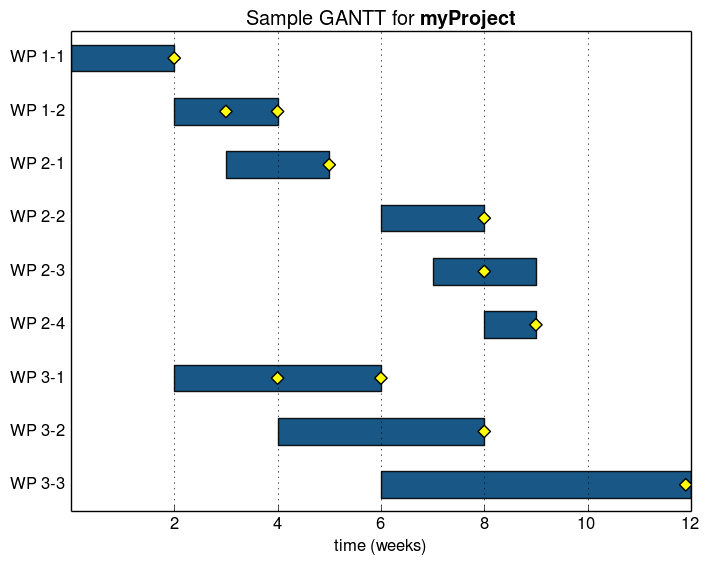 Sample GANTT for myProject
WP 1-1
WP 1-2
WP 2-1
WP 2-2
WP 2-3
WP 2-4
WP 3-1
WP 3-2
WP 3-3
2 4 6 8 10 12
time (weeks)